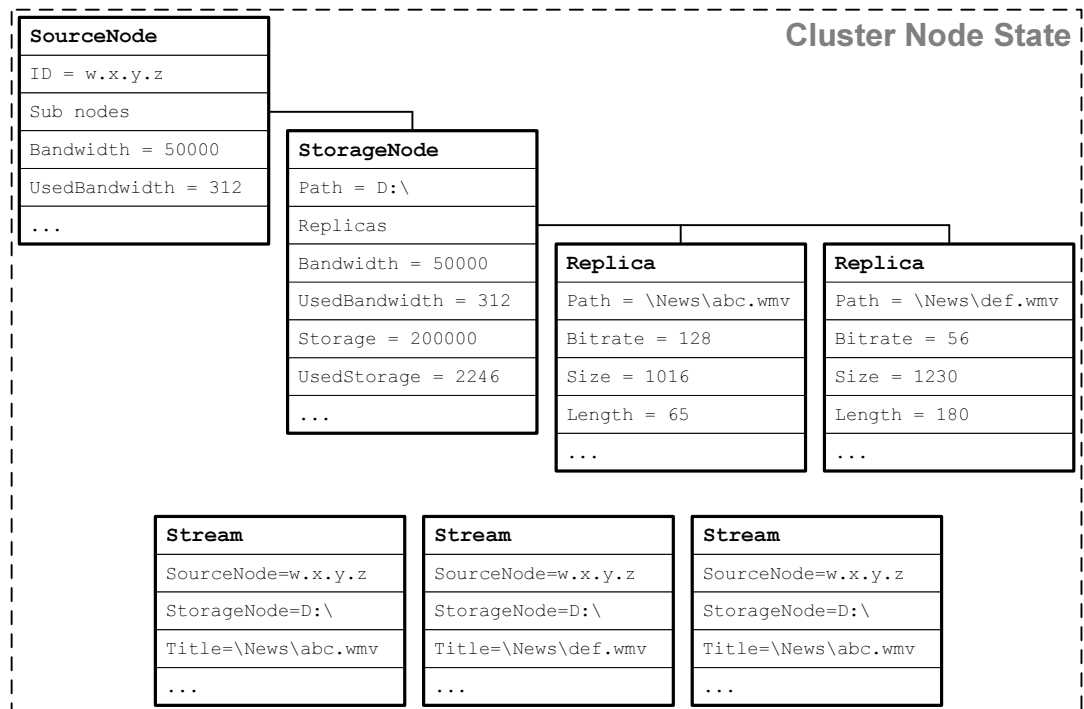 Cluster Node State
SourceNode
ID = w.x.y.z
Sub nodes
Bandwidth = 50000
UsedBandwidth = 312
...
StorageNode
Path = D:\
Replicas
Bandwidth = 50000
UsedBandwidth = 312
Storage = 200000
UsedStorage = 2246
...
Replica
Path = \News\abc.wmv
Bitrate = 128
Size = 1016
Length = 65
...
Replica
Path = \News\def.wmv
Bitrate = 56
Size = 1230
Length = 180
...
Stream
SourceNode=w.x.y.z
StorageNode=D:\
Title=\News\abc.wmv
...
Stream
SourceNode=w.x.y.z
StorageNode=D:\
Title=\News\def.wmv
...
Stream
SourceNode=w.x.y.z
StorageNode=D:\
Title=\News\abc.wmv
...